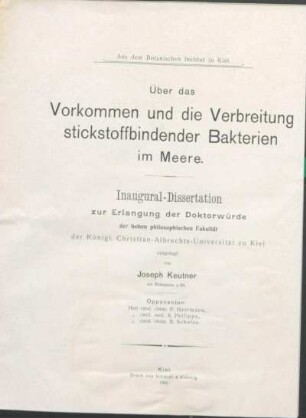 Aus dem Botanischen Institut in Kiel.
Über das
Vorkommen und die Verbreitung
stickstoffbindender Bakterien
im Meere.
Inaugural-Dissertation
zur Erlangung der Doktorwürde
der hohen philosophischen Fakultät
der Königl. Christian-Albrechts-Universität zu Kiel
vorgelegt
von
Joseph Keutner
Opponenten:
Kiel